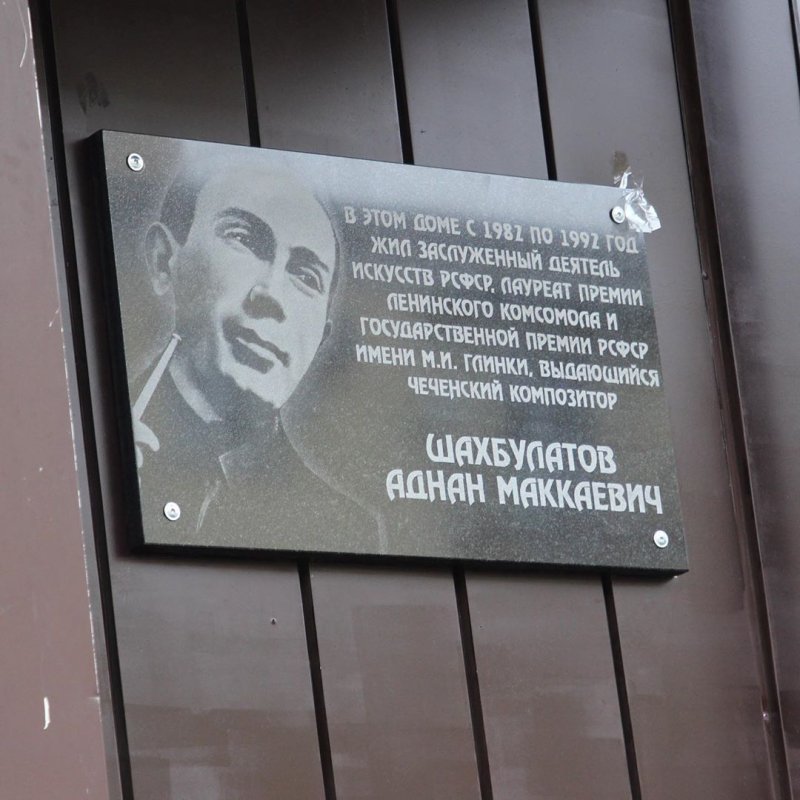 В ЭТОМ ДОМЕ С 1982 ПО 1992 ГОД
ЖИЛ ЗАСЛУЖЕННЫЙ ДЕЯТЕЛЬ
ИСКУССТВ РСФСР, ЛАУРЕАТ ПРЕМИИ
ЛЕНИНСКОГО КОМСОМОЛА И
ГОСУДАРСТВЕННОЙ ПРЕМИИ РСФСР
ИМЕНИ М.И. ГЛИНКИ, ВЫДАЮЩИЙСЯ
ЧЕЧЕНСКИЙ КОМПОЗИТОР
ШАХБУЛАТОВ
АДНАН МАККАЕВИЧ